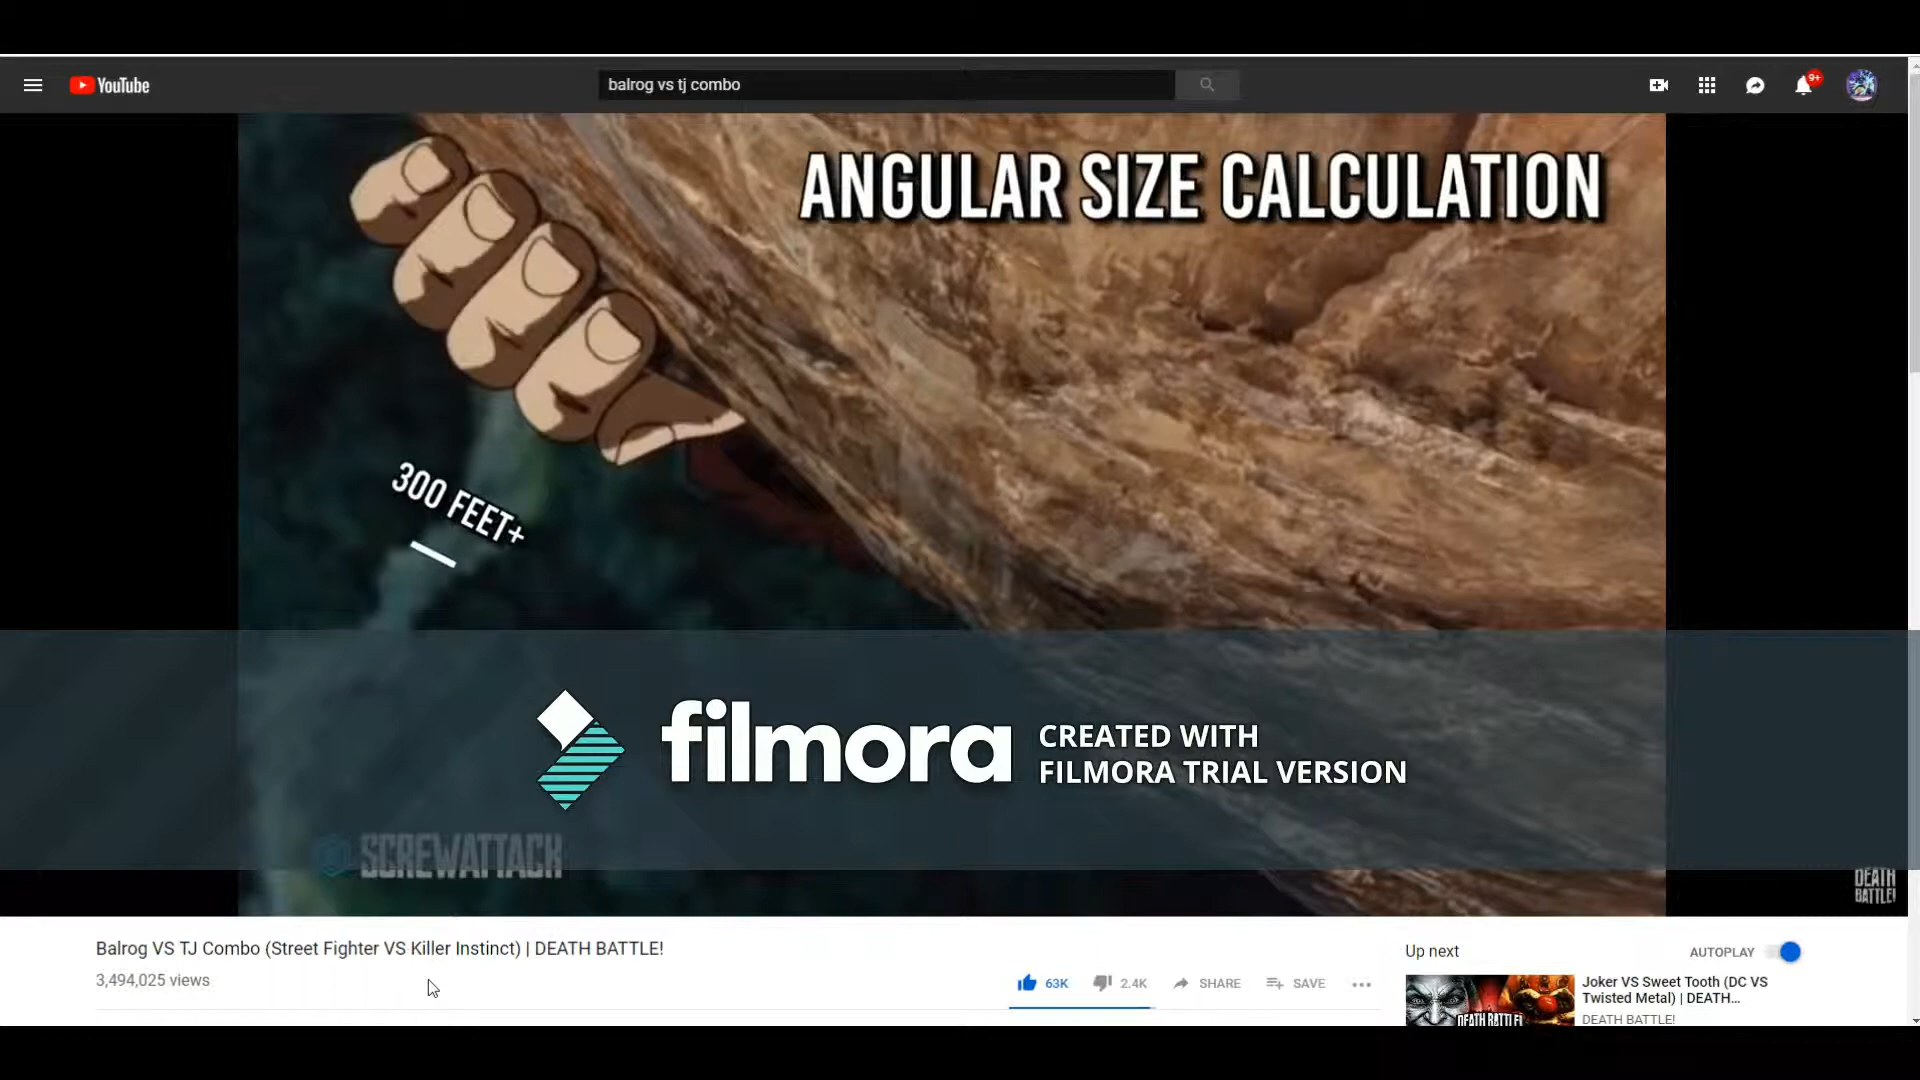 YouTube
balrog vs tj combo
9+
ANGULAR SIZE CALCULATION
300 FEET+
filmora
CREATED WITH
FILMORA TRIAL VERSION
SCREWATTACK
DEATH
BATTLE!
Balrog VS TJ Combo (Street Fighter VS Killer Instinct) | DEATH BATTLE!
3,494,025 views
63K
2.4K
SHARE
SAVE
Up next
AUTOPLAY
Joker VS Sweet Tooth (DC VS
Twisted Metal) | DEATH...
DEATH BATTLE!
DEATH BATTLE!